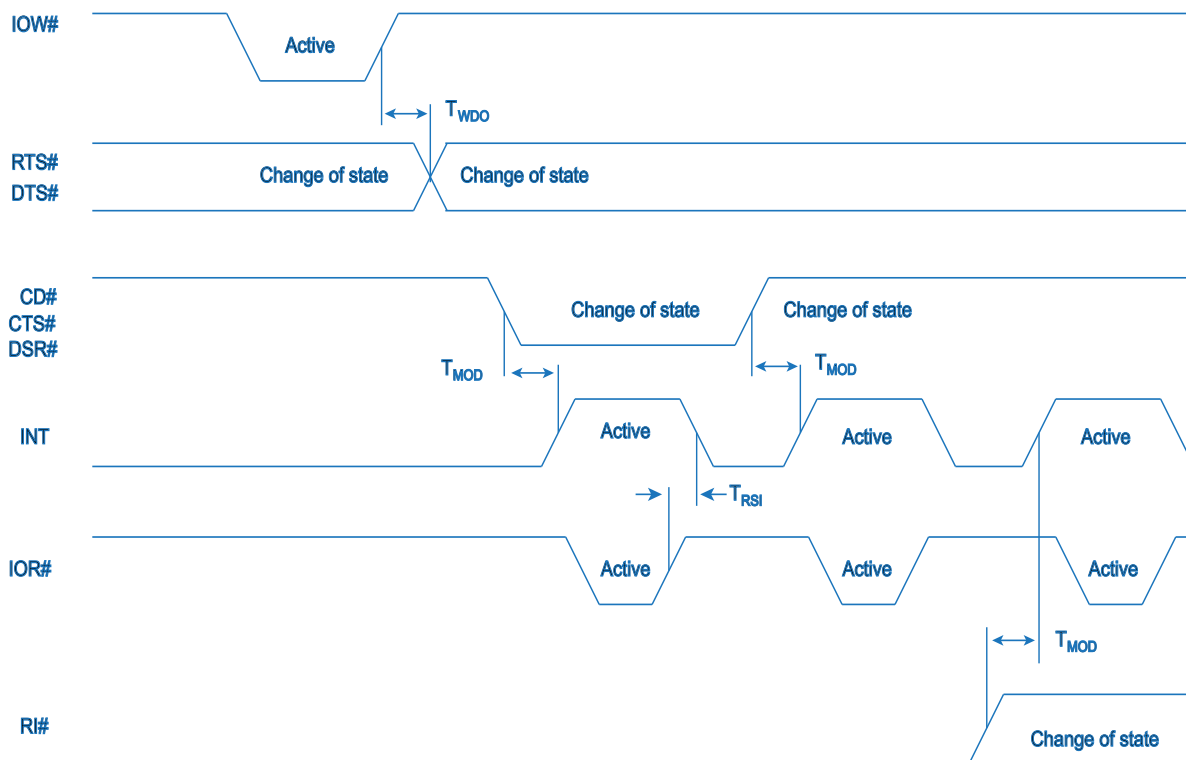 IOW#
Active
TWDO
RTS#
DTS#
Change of state
Change of state
CD#
CTS#
DSR#
Change of state
Change of state
TMOD
TMOD
INT
Active
Active
Active
TRSI
IOR#
Active
Active
Active
TMOD
RI#
Change of state